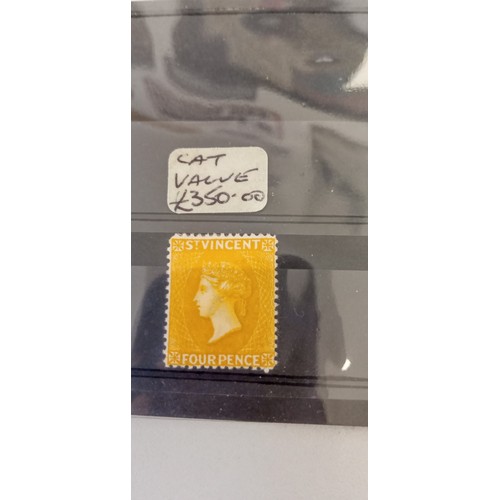 CAT
VALUE
£350.00
ST VINCENT
FOUR PENCE